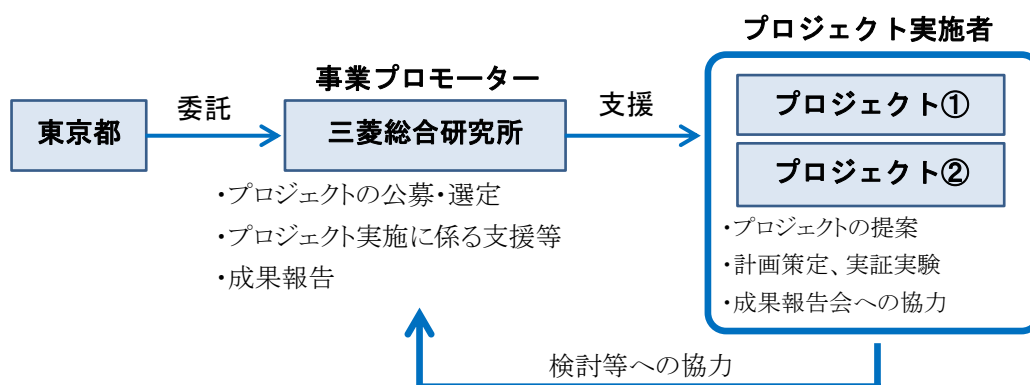 プロジェクト実施者
事業プロモーター
東京都
委託
三菱総合研究所
支援
プロジェクト①
プロジェクト②
・プロジェクトの公募・選定
・プロジェクト実施に係る支援等
・成果報告
・プロジェクトの提案
・計画策定、実証実験
・成果報告会への協力
検討等への協力